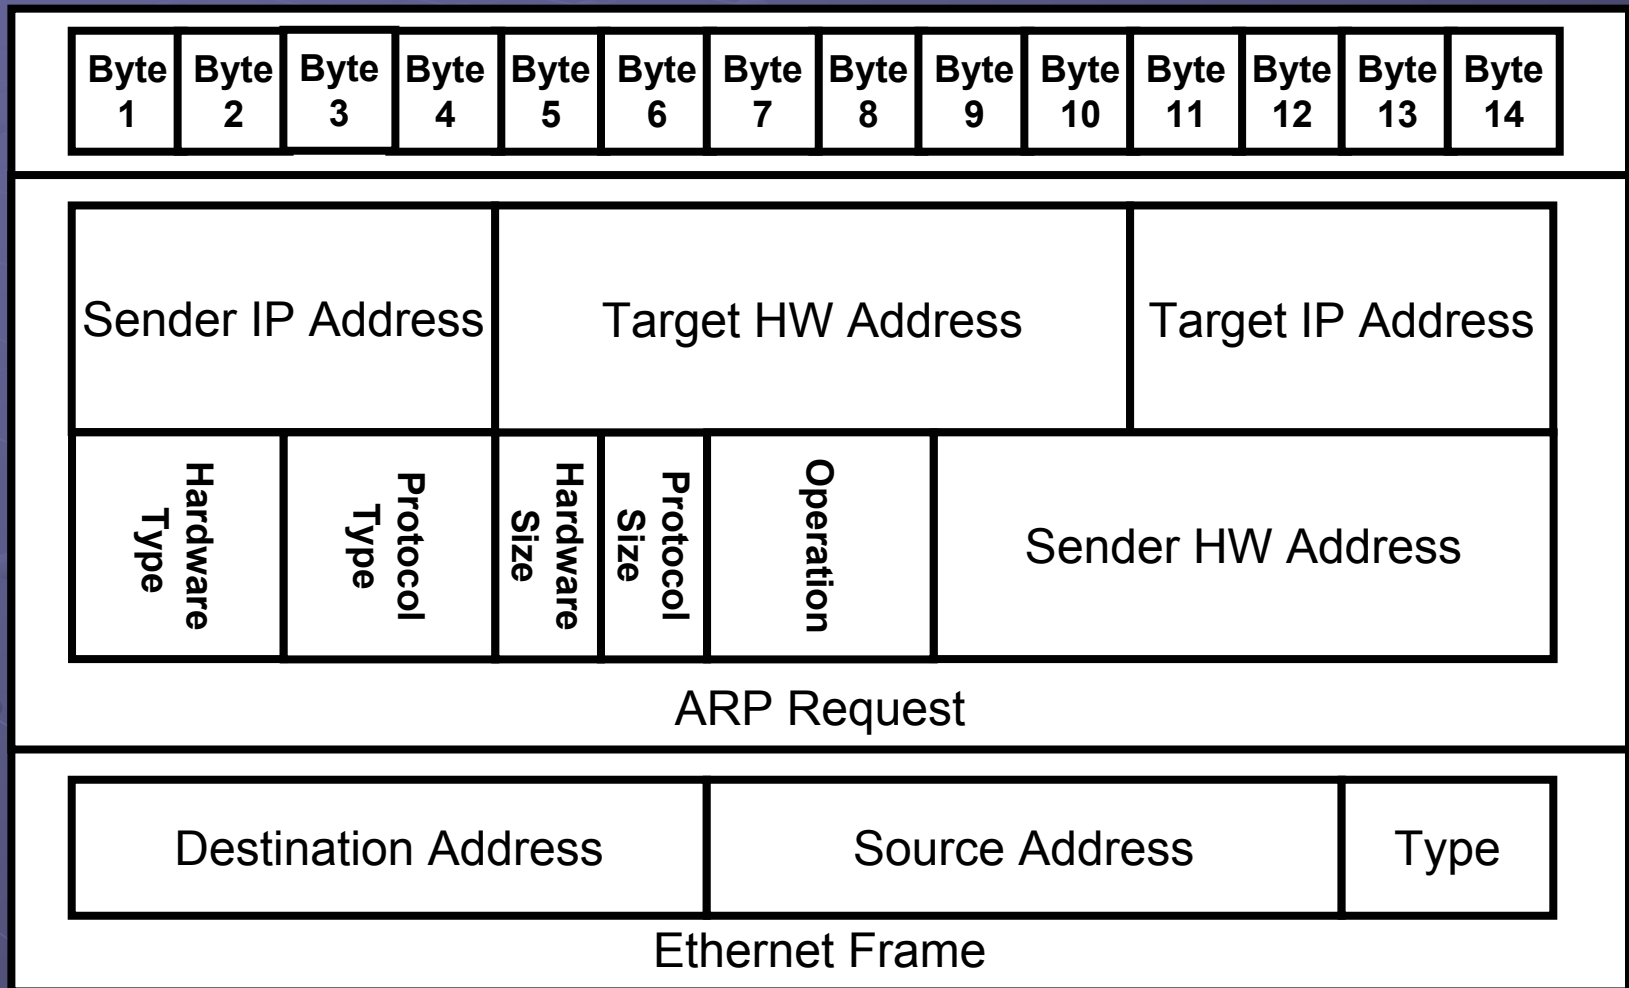 Byte 1 Byte 2 Byte 3 Byte 4 Byte 5 Byte 6 Byte 7 Byte 8 Byte 9 Byte 10 Byte 11 Byte 12 Byte 13 Byte 14
Sender IP Address
Target HW Address
Target IP Address
Hardware
Type
Protocol
Type
Hardware
Size
Protocol
Size
Operation
Sender HW Address
ARP Request
Destination Address
Source Address
Type
Ethernet Frame